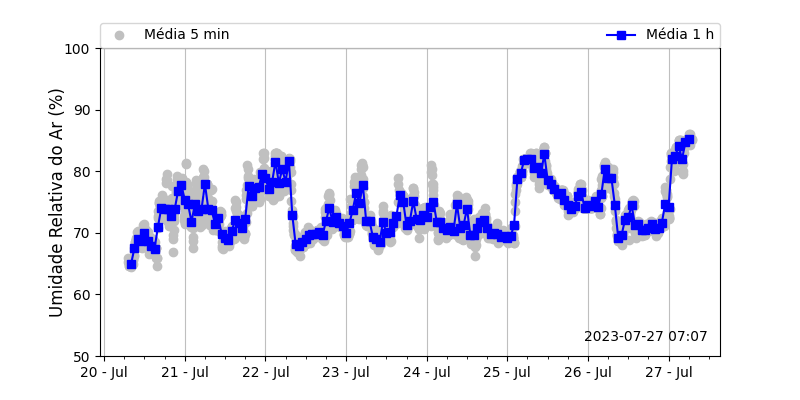 Média 5 min
Média 1 h
Umidade Relativa do Ar (%)
100
90
80
70
60
50
2023-07-27 07:07
20 - Jul
21 - Jul
22 - Jul
23 - Jul
24 - Jul
25 - Jul
26 - Jul
27 - Jul